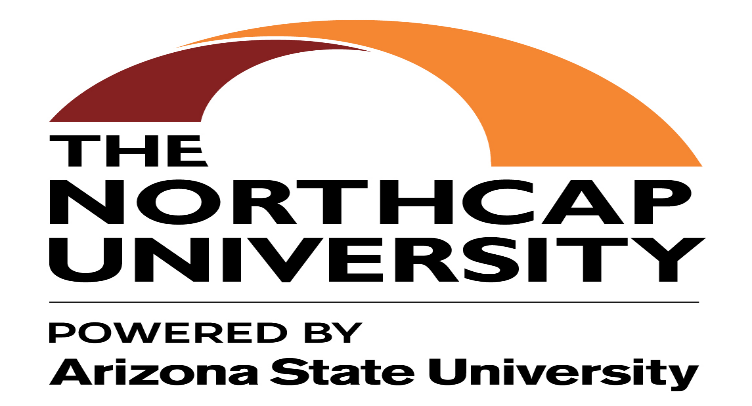 THE
NORTHCAP
UNIVERSITY
POWERED BY
Arizona State University